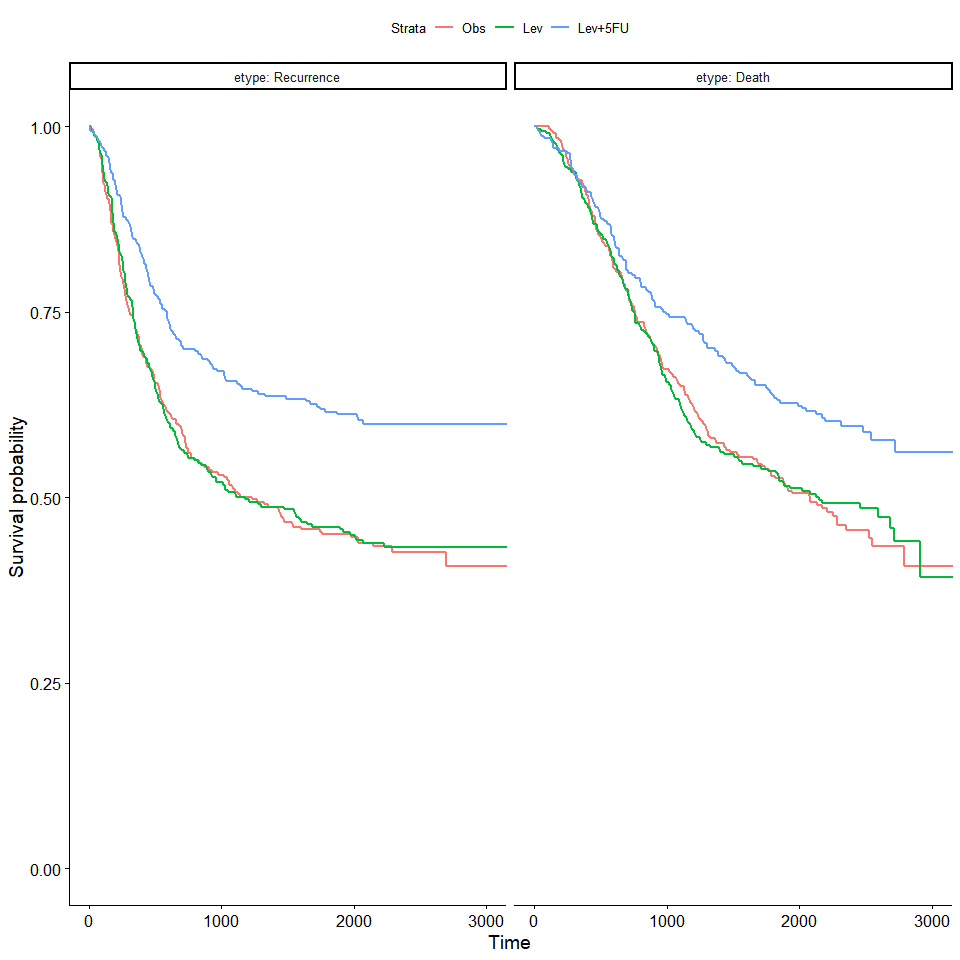 Strata Obs Lev Lev+5FU
etype: Recurrence
etype: Death
Survival probability
1.00
0.75
0.50
0.25
0.00
0 1000 2000 3000
0 1000 2000 3000
Time